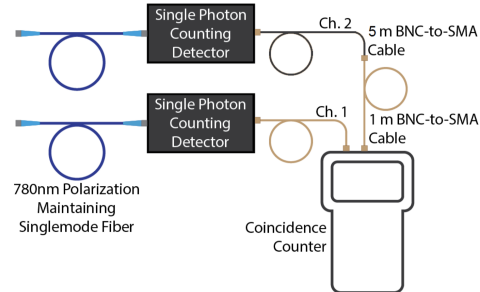 Single Photon
Counting
Detector
Ch. 2
5 m BNC-to-SMA
Cable
Single Photon
Counting
Detector
Ch. 1
1 m BNC-to-SMA
Cable
780nm Polarization
Maintaining
Singlemode Fiber
Coincidence
Counter